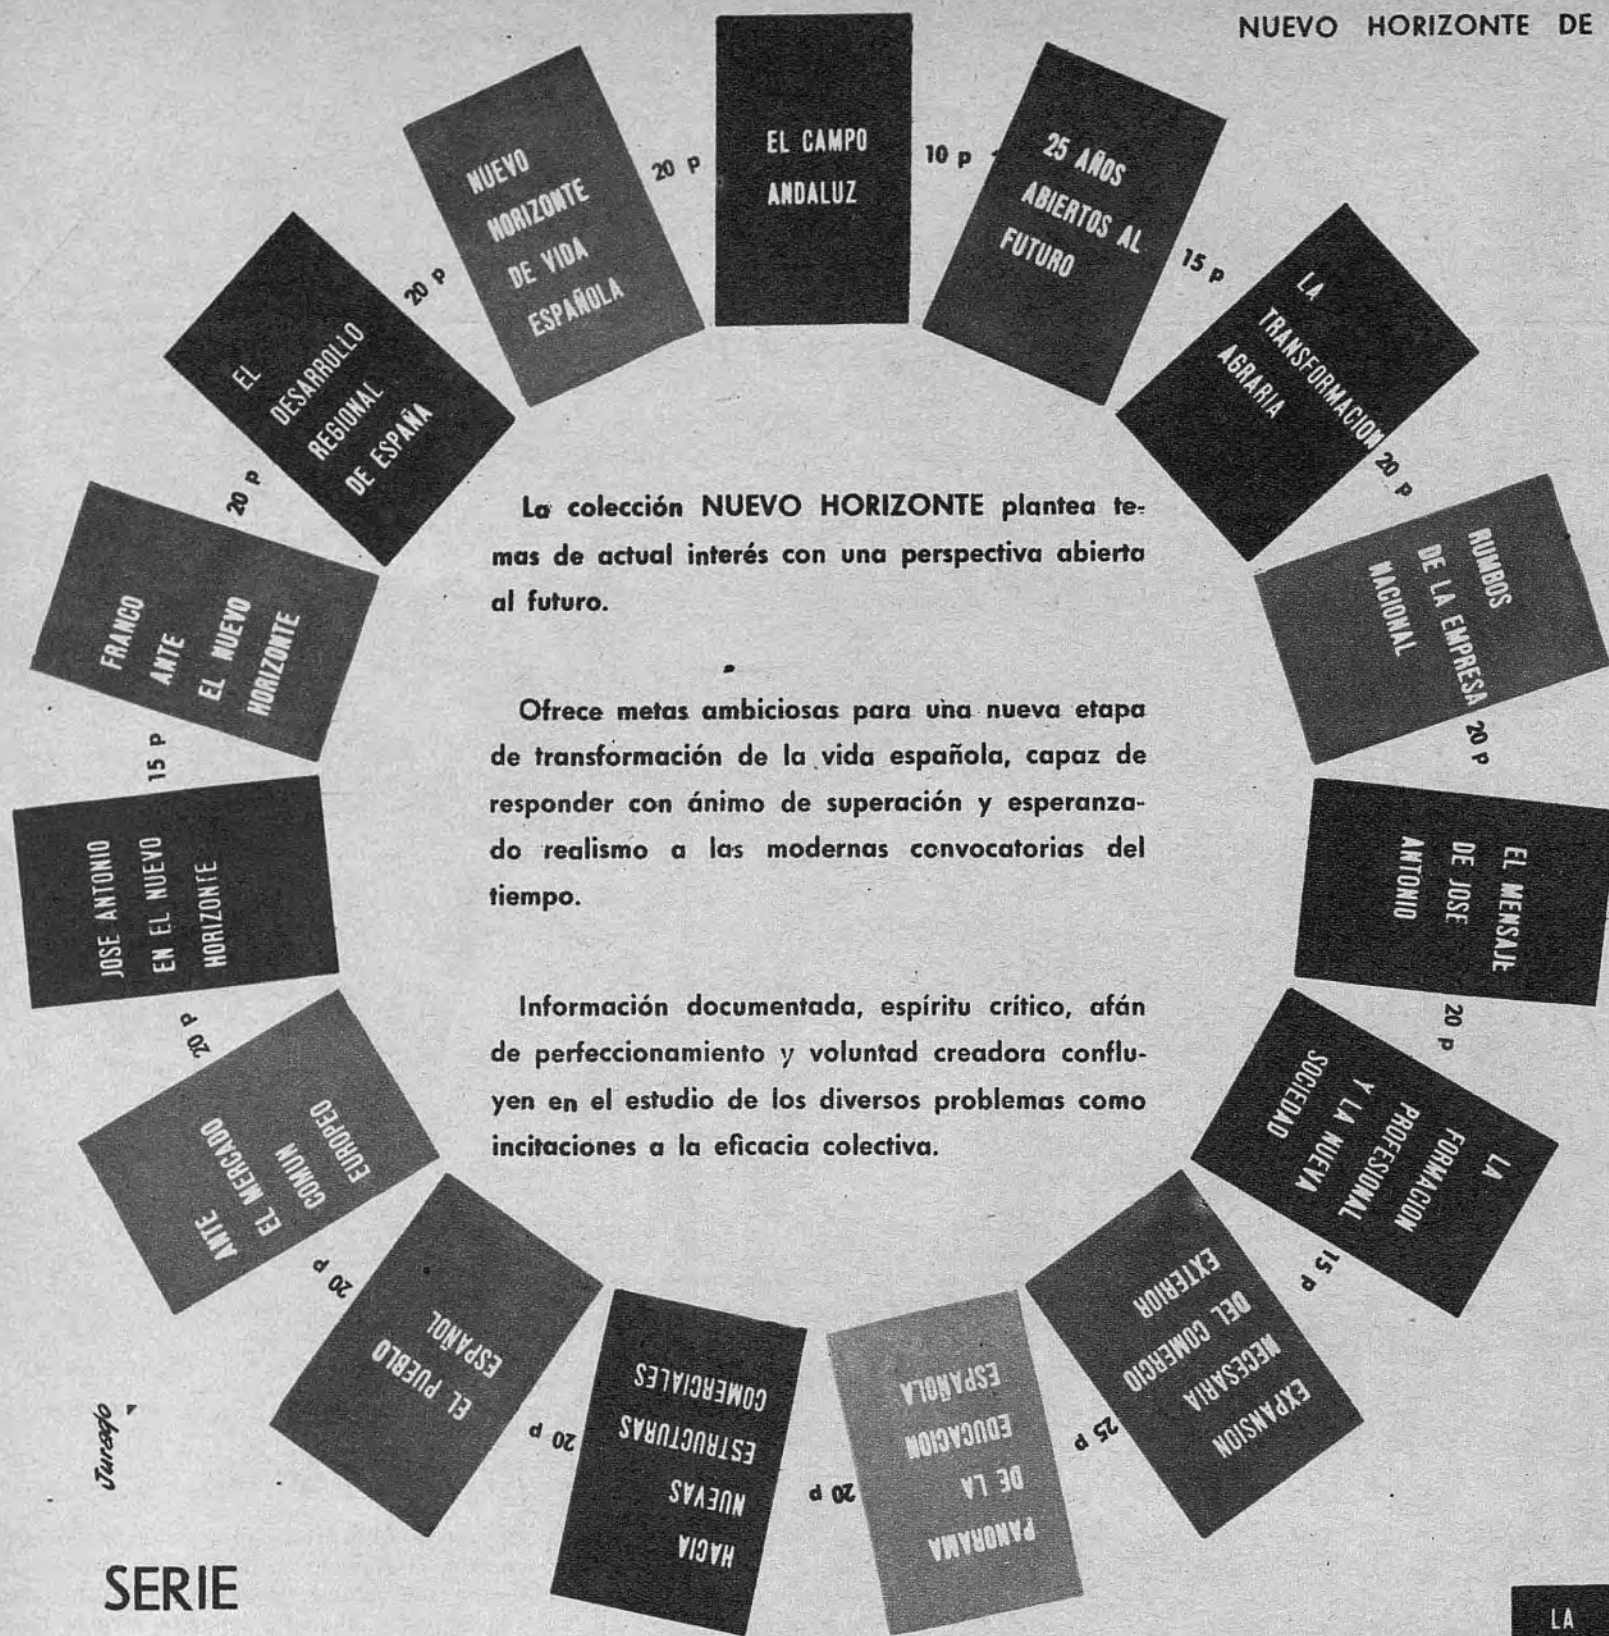 NUEVO HORIZONTE DE
EL CAMPO
ANDALUZ
10 p
25 AÑOS
ABIERTOS AL
FUTURO
15 p
LA
TRANSFORMACION
AGRARIA
20 p
RUMBOS
DE LA EMPRESA
NACIONAL
20 p
EL MENSAJE
DE JOSE
ANTONIO
20 p
LA
FORMACION
PROFESIONAL
Y LA NUEVA
SOCIEDAD
15 p
EXPANSION
NECESARIA
DEL COMERCIO
EXTERIOR
25 p
PANORAMA
DE LA
EDUCACION
ESPAÑOLA
20 p
HACIA
NUEVAS
ESTRUCTURAS
COMERCIALES
20 p
EL PUEBLO
ESPAÑOL
20 p
ANTE
EL MERCADO
COMUN
EUROPEO
20 p
JOSE ANTONIO
EN EL NUEVO
HORIZONTE
15 p
FRANCO
ANTE
EL NUEVO
HORIZONTE
20 p
EL
DESARROLLO
REGIONAL
DE ESPAÑA
20 p
NUEVO
HORIZONTE
DE VIDA
ESPAÑOLA
20 p
La colección NUEVO HORIZONTE plantea te-
mas de actual interés con una perspectiva abierta
al futuro.
Ofrece metas ambiciosas para una nueva etapa
de transformación de la vida española, capaz de
responder con ánimo de superación y esperanza-
do realismo a las modernas convocatorias del
tiempo.
Información documentada, espíritu crítico, afán
de perfeccionamiento y voluntad creadora conflu-
yen en el estudio de los diversos problemas como
incitaciones a la eficacia colectiva.
SERIE
LA